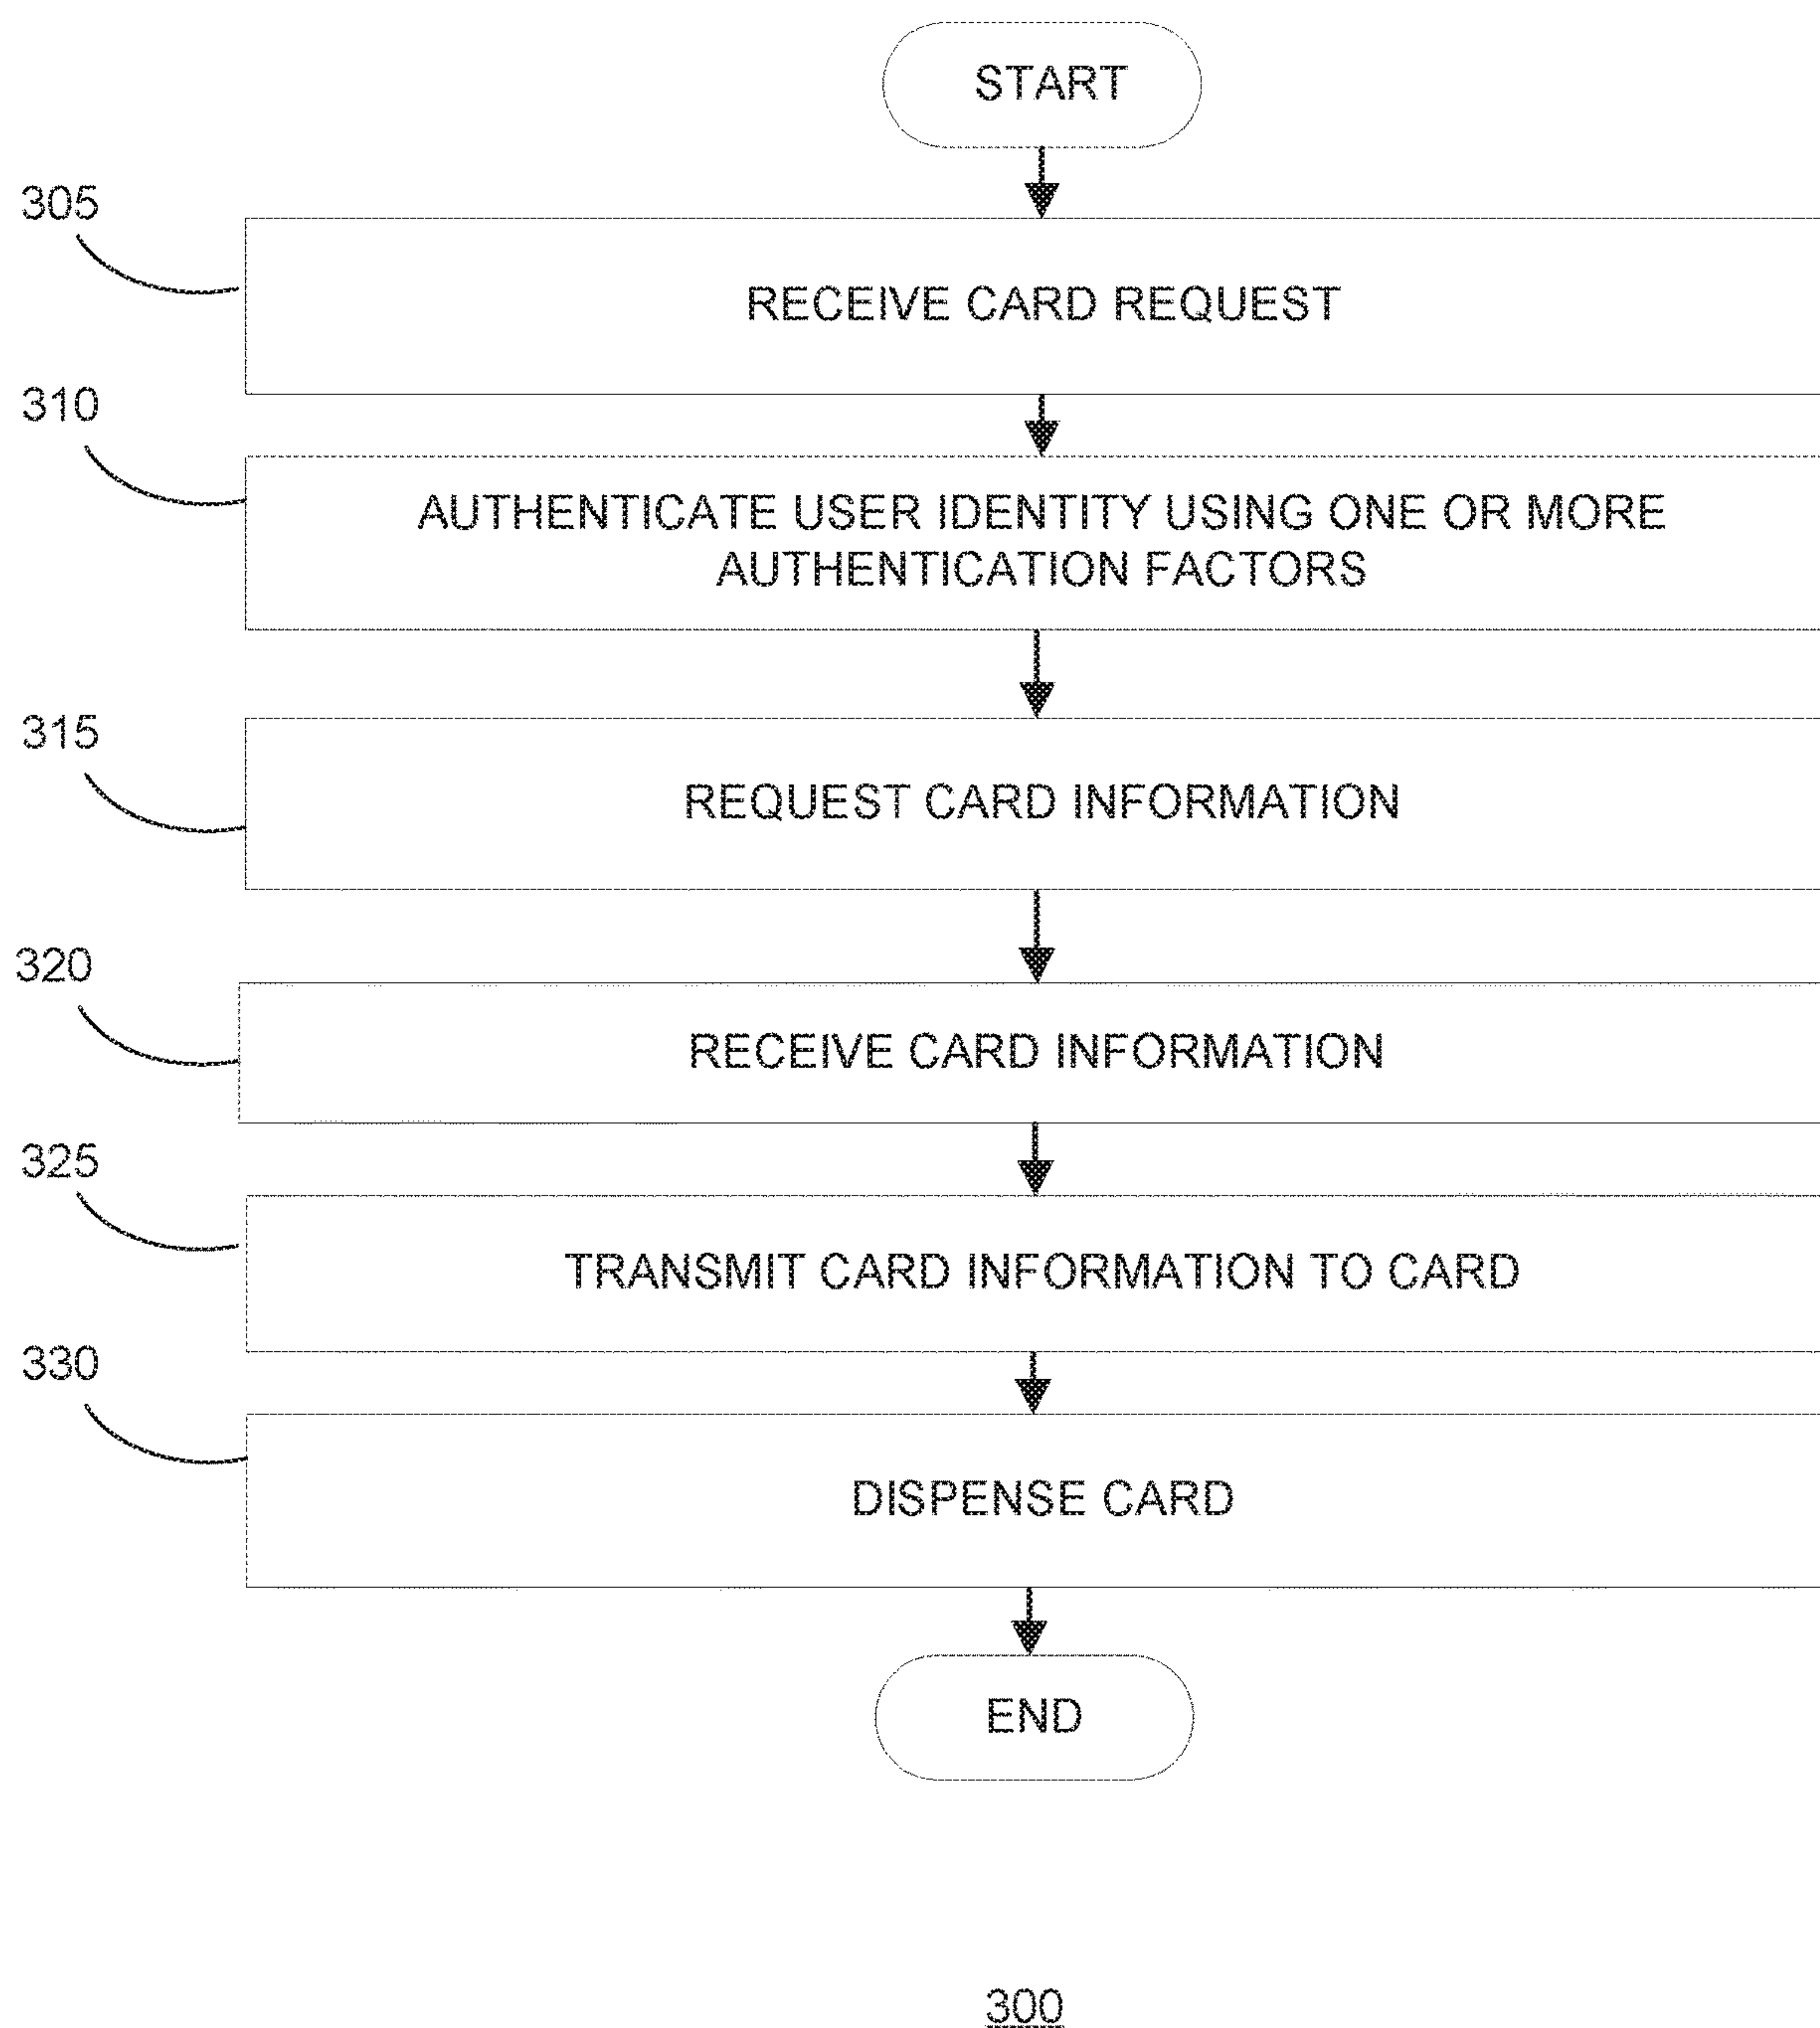 START
305
RECEIVE CARD REQUEST
310
AUTHENTICATE USER IDENTITY USING ONE OR MORE
AUTHENTICATION FACTORS
315
REQUEST CARD INFORMATION
320
RECEIVE CARD INFORMATION
325
TRANSMIT CARD INFORMATION TO CARD
330
DISPENSE CARD
END
300